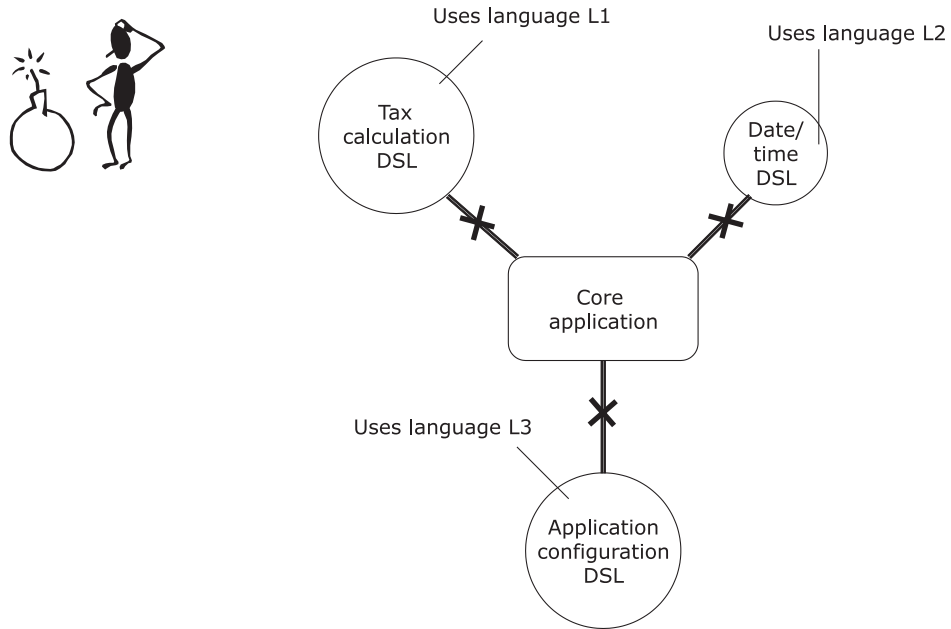 Uses language L1
Uses language L2
Tax
calculation
DSL
Date/
time
DSL
Core
application
Uses language L3
Application
configuration
DSL